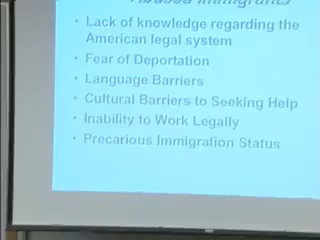 Immigrants
• Lack of knowledge regarding the
American legal system
• Fear of Deportation
• Language Barriers
• Cultural Barriers to Seeking Help
• Inability to Work Legally
• Precarious Immigration Status